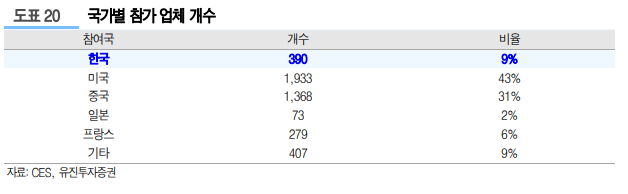 도표 20 국가별 참가 업체 개수
참여국 개수 비율
한국 390 9%
미국 1,933 43%
중국 1,368 31%
일본 73 2%
프랑스 279 6%
기타 407 9%
자료: CES, 유진투자증권